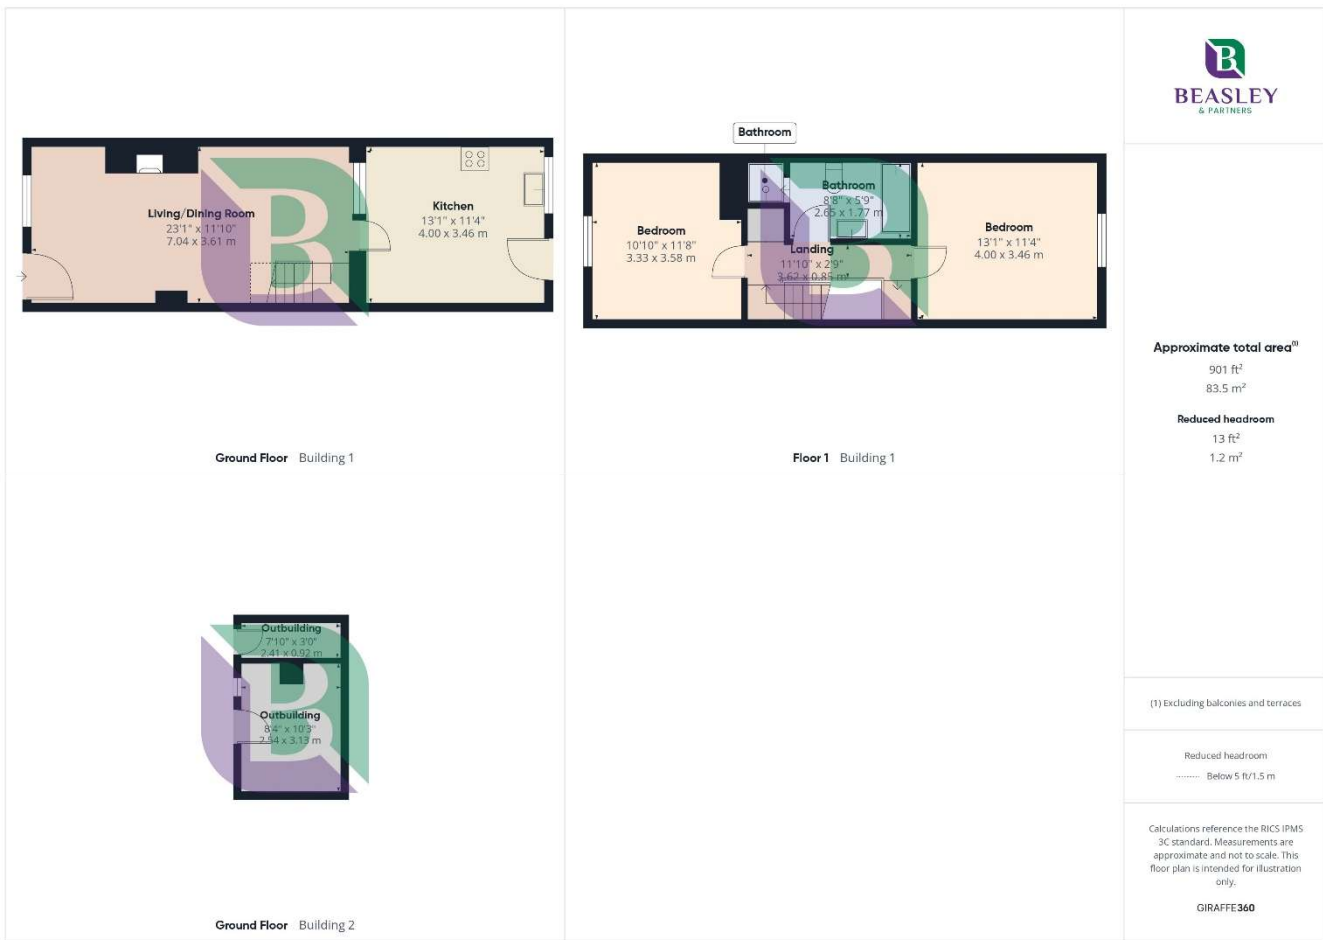 Living/Dining Room
23'1" x 11'10"
7.04 x 3.61 m
Kitchen
13'1" x 11'4"
4.00 x 3.46 m
Ground Floor Building 1
Bathroom
Bedroom
10'10" x 11'8"
3.33 x 3.58 m
Bathroom
8'8" x 5'9"
2.65 x 1.77 m
Landing
11'10" x 2'9"
3.62 x 0.85 m
Bedroom
13'1" x 11'4"
4.00 x 3.46 m
Floor 1 Building 1
Outbuilding
7'10" x 3'0"
2.41 x 0.92 m
Outbuilding
8'4" x 10'3"
2.54 x 3.13 m
Ground Floor Building 2
B
BEASLEY
& PARTNERS
Approximate total area(1)
901 ft²
83.5 m²
Reduced headroom
13 ft²
1.2 m²
(1) Excluding balconies and terraces
Reduced headroom
Below 5 ft/1.5 m
Calculations reference the RICS IPMS
3C standard. Measurements are
approximate and not to scale. This
floor plan is intended for illustration
only.
GIRAFFE360